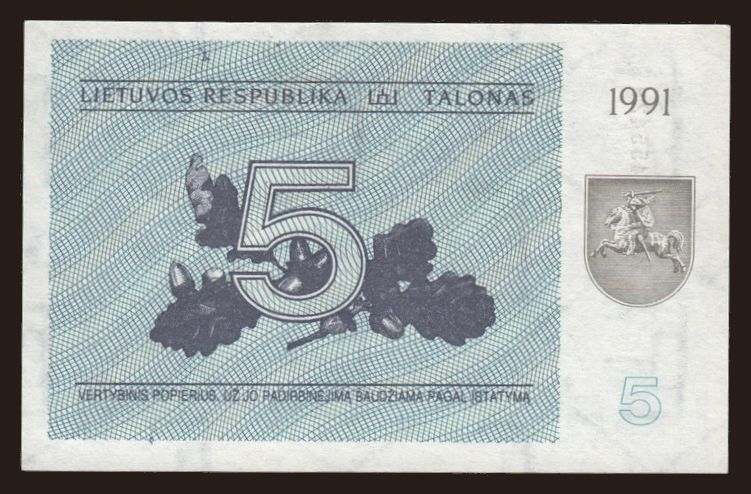 LIETUVOS RESPUBLIKA TALONAS
1991
5
VERTYBINIS POPIERIUS. UŽ JO PADIRBINĖJIMĄ BAUDŽIAMA PAGAL ĮSTATYMĄ
5